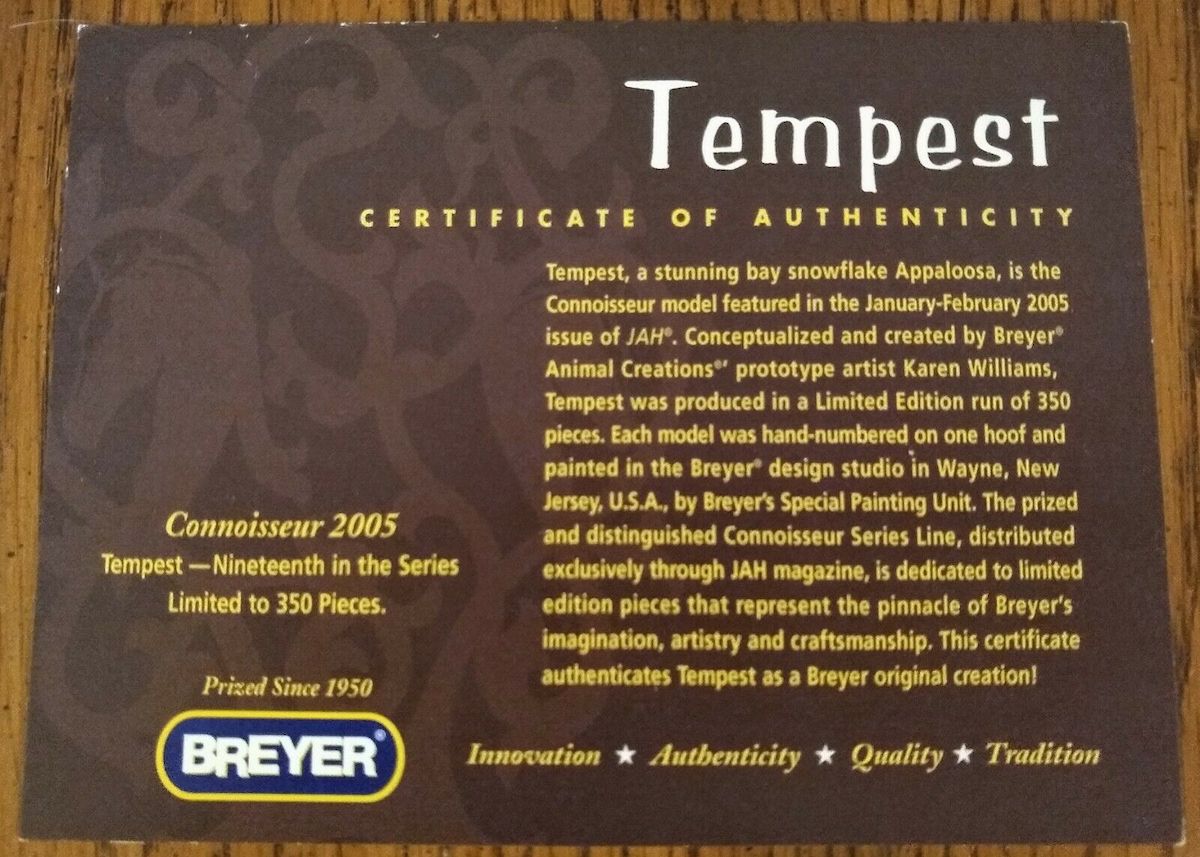 Tempest
CERTIFICATE OF AUTHENTICITY
Tempest, a stunning bay snowflake Appaloosa, is the
Connoisseur model featured in the January-February 2005
issue of JAH®. Conceptualized and created by Breyer®
Animal Creations®’ prototype artist Karen Williams,
Tempest was produced in a Limited Edition run of 350
pieces. Each model was hand-numbered on one hoof and
painted in the Breyer® design studio in Wayne, New
Jersey, U.S.A., by Breyer's Special Painting Unit. The prized
and distinguished Connoisseur Series Line, distributed
exclusively through JAH magazine, is dedicated to limited
edition pieces that represent the pinnacle of Breyer's
imagination, artistry and craftsmanship. This certificate
authenticates Tempest as a Breyer original creation!
Connoisseur 2005
Tempest —Nineteenth in the Series
Limited to 350 Pieces.
Prized Since 1950
BREYER®
Innovation ★ Authenticity ★ Quality ★ Tradition